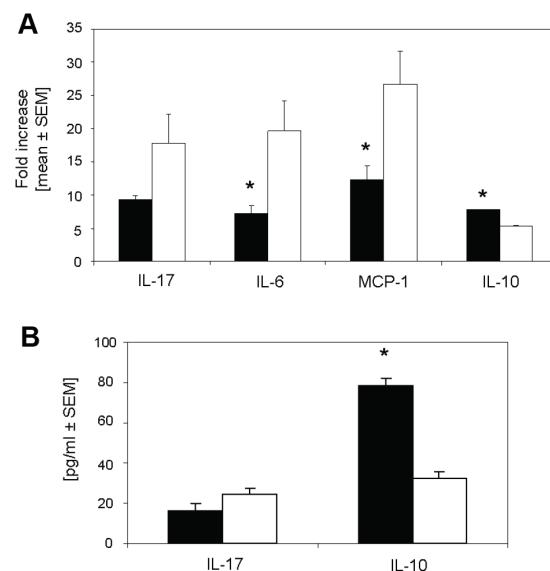 A
Fold increase
[mean ± SEM]
35
30
25
20
15
10
5
0
*
*
*
IL-17 IL-6 MCP-1 IL-10
B
[pg/ml ± SEM]
100
80
60
40
20
0
*
IL-17 IL-10